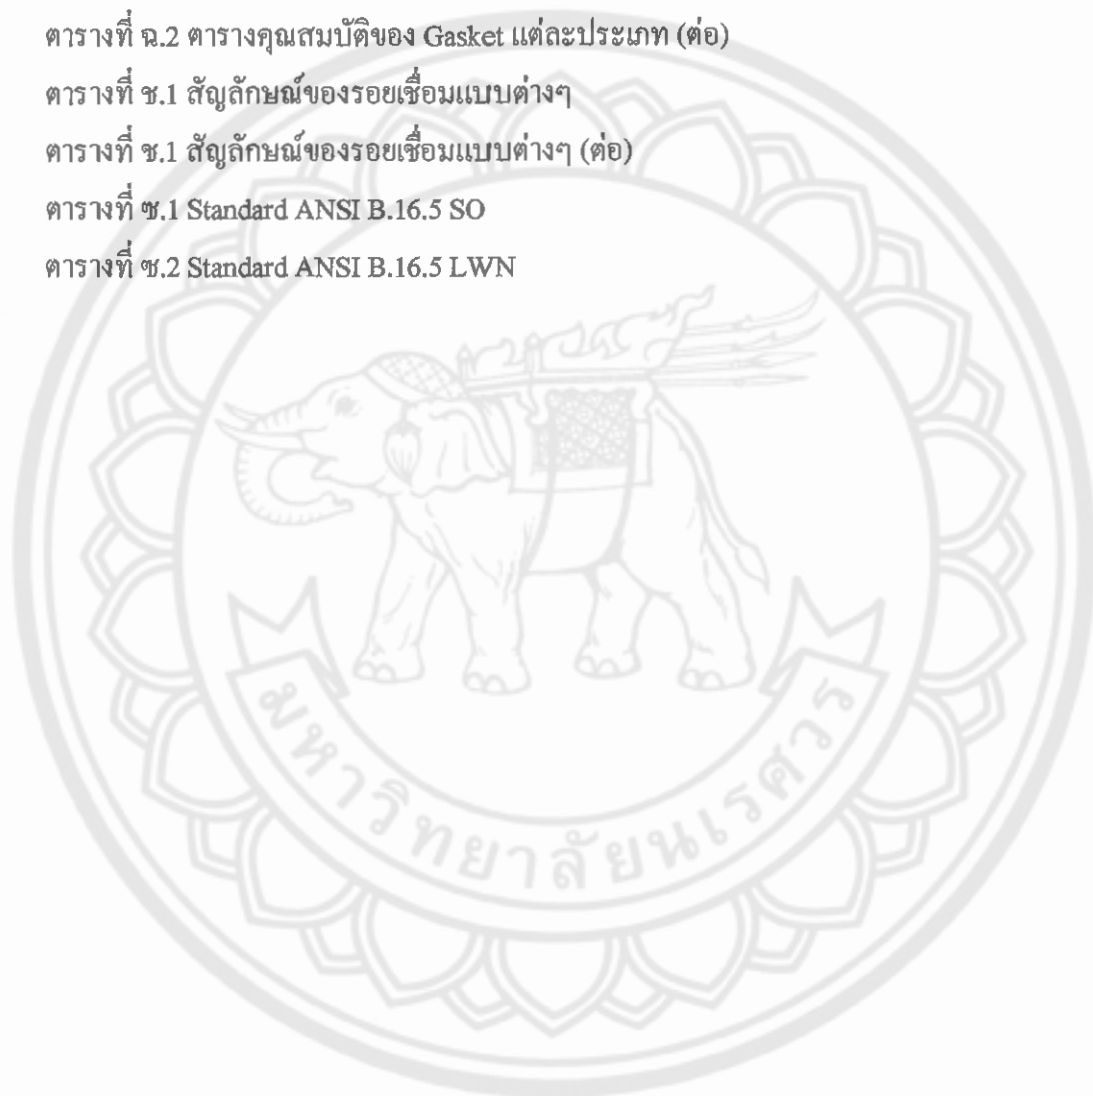 ตารางที่ ฉ.2 ตารางคุณสมบัติของ Gasket แต่ละประเภท (ต่อ)
ตารางที่ ช.1 สัญลักษณ์ของรอยเชื่อมแบบต่างๆ
ตารางที่ ช.1 สัญลักษณ์ของรอยเชื่อมแบบต่างๆ (ต่อ)
ตารางที่ ซ.1 Standard ANSI B.16.5 SO
ตารางที่ ซ.2 Standard ANSI B.16.5 LWN
มหาวิทยาลัยนเรศวร